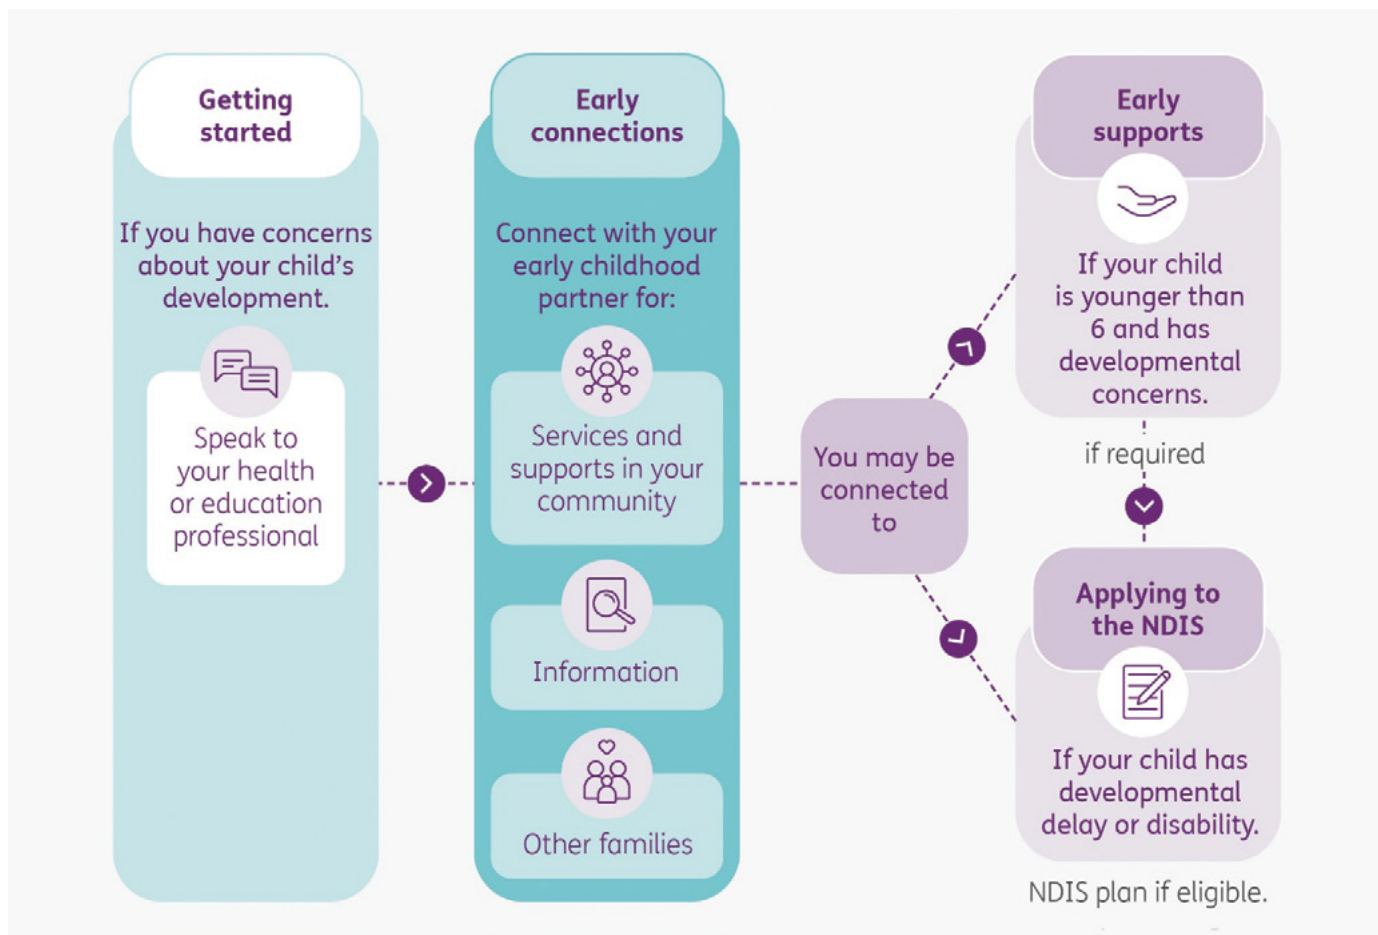 Getting
started
If you have concerns
about your child's
development.
Speak to
your health
or education
professional
Early
connections
Connect with your
early childhood
partner for:
Services and
supports in your
community
Information
Other families
You may be
connected
to
Early
supports
If your child
is younger than
6 and has
developmental
concerns.
if required
Applying to
the NDIS
If your child has
developmental
delay or disability.
NDIS plan if eligible.